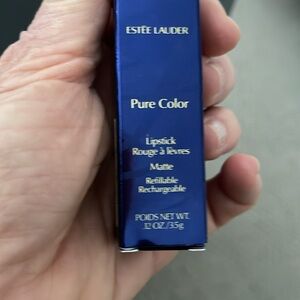 ESTĒE LAUDER
Pure Color
Lipstick
Rouge à lèvres
Matte
Refillable
Rechargeable
POIDS NET WT.
.12 OZ./3.5g